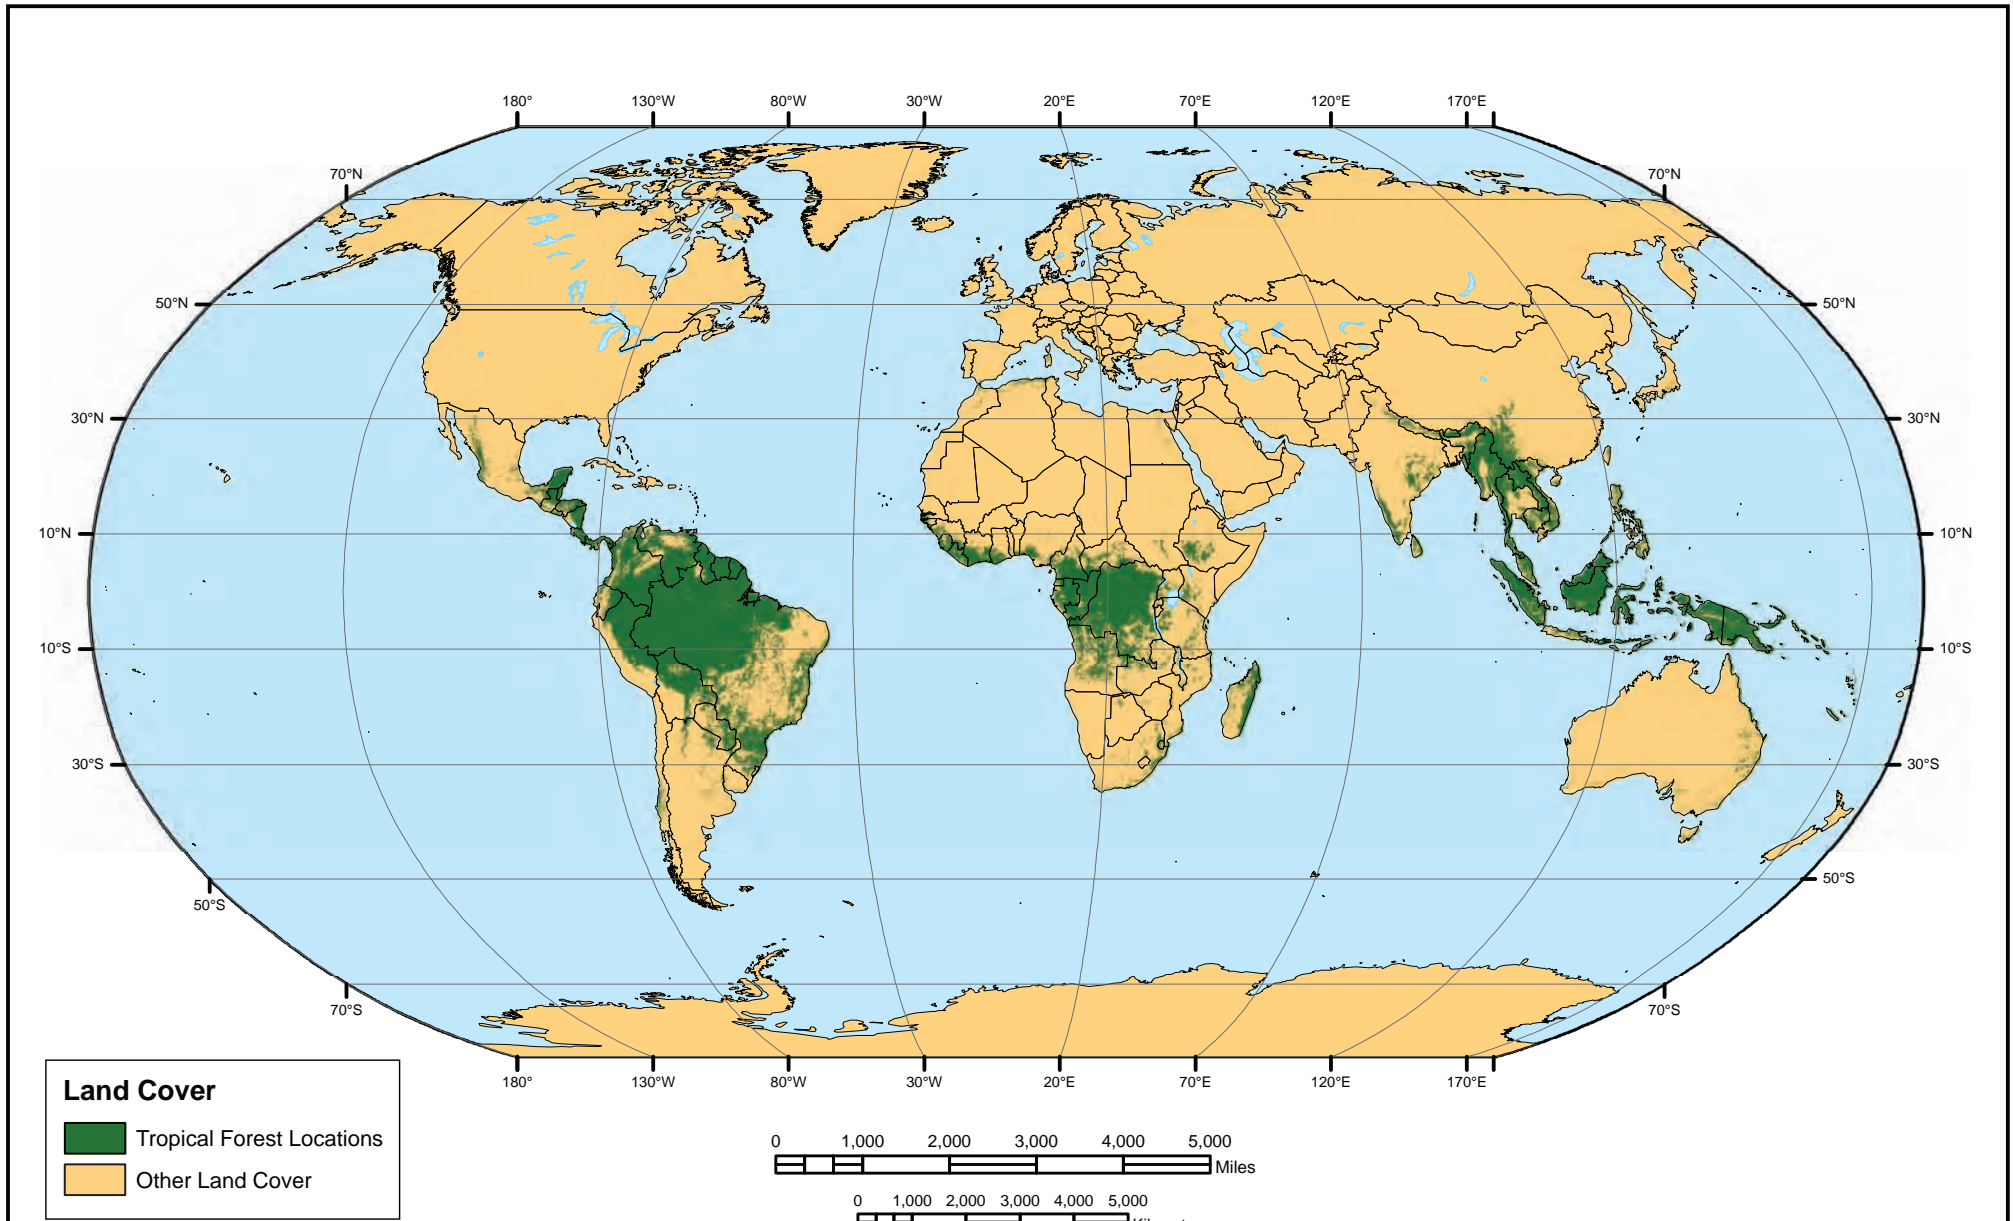 180° 130°W 80°W 30°W 20°E 70°E 120°E 170°E
70°N 70°N
50°N 50°N
30°N 30°N
10°N 10°N
10°S 10°S
30°S 30°S
50°S 50°S
70°S 70°S
180° 130°W 80°W 30°W 20°E 70°E 120°E 170°E
Land Cover
Tropical Forest Locations
Other Land Cover
0 1,000 2,000 3,000 4,000 5,000
Miles
0 1,000 2,000 3,000 4,000 5,000